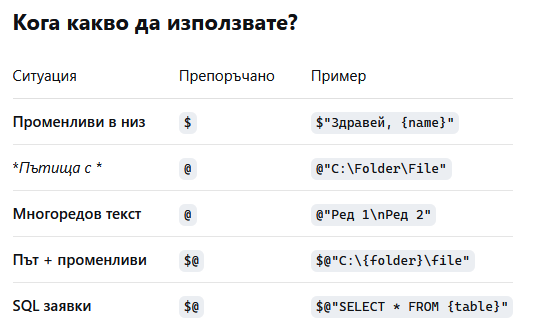 Кога какво да използвате?
Ситуация Препоръчано Пример
Променливи в низ $ $"Здравей, {name}"
*Пътища с * @ @"C:\Folder\File"
Многоредов текст @ @"Ред 1\nРед 2"
Път + променливи $@ $@"C:\{folder}\file"
SQL заявки $@ $@"SELECT * FROM {table}"